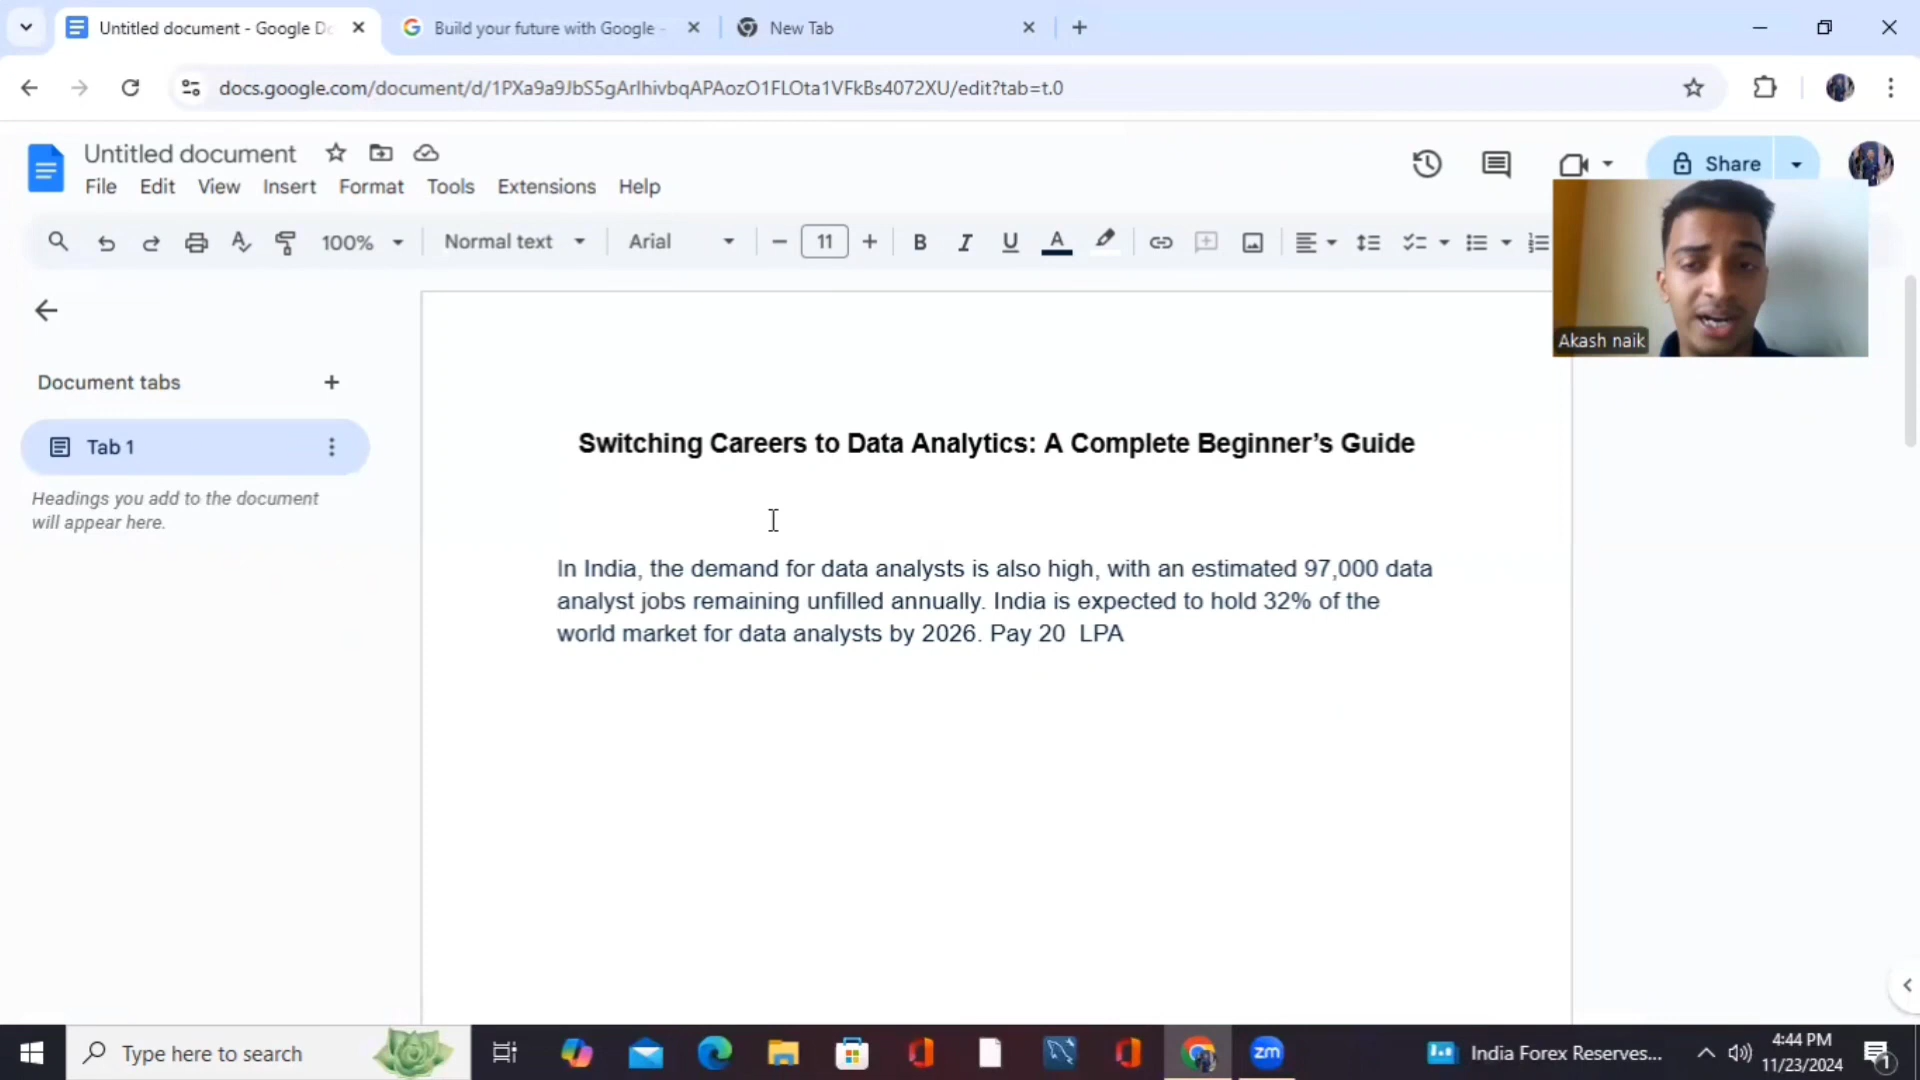 Untitled document - Google Dc
Build your future with Google -
New Tab
docs.google.com/document/d/1PXa9a9JbS5gArIhivbqAPAozO1FLOta1VFkBs4072XU/edit?tab=t.0
Untitled document
File Edit View Insert Format Tools Extensions Help
Share
100% Normal text Arial 11 B I U A
Akash naik
Document tabs
Tab 1
Headings you add to the document
will appear here.
Switching Careers to Data Analytics: A Complete Beginner’s Guide
In India, the demand for data analysts is also high, with an estimated 97,000 data
analyst jobs remaining unfilled annually. India is expected to hold 32% of the
world market for data analysts by 2026. Pay 20  LPA
Type here to search
zm
India Forex Reserves...
4:44 PM
11/23/2024
1